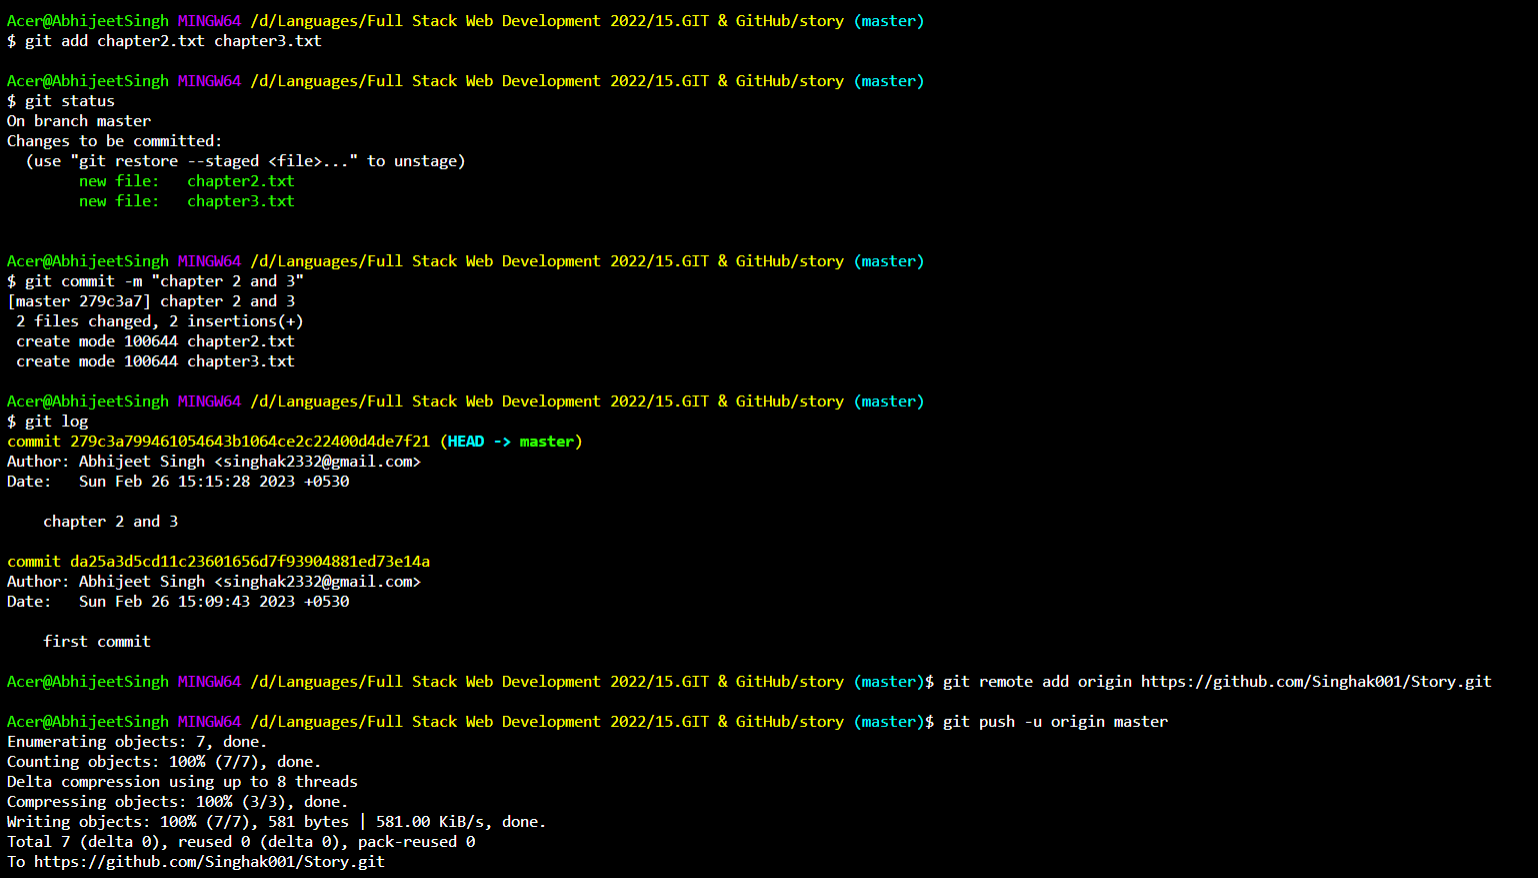 Acer@AbhijeetSingh MINGW64 /d/Languages/Full Stack Web Development 2022/15.GIT & GitHub/story (master)
$ git add chapter2.txt chapter3.txt
Acer@AbhijeetSingh MINGW64 /d/Languages/Full Stack Web Development 2022/15.GIT & GitHub/story (master)
$ git status
On branch master
Changes to be committed:
  (use "git restore --staged <file>..." to unstage)
        new file:   chapter2.txt
        new file:   chapter3.txt
Acer@AbhijeetSingh MINGW64 /d/Languages/Full Stack Web Development 2022/15.GIT & GitHub/story (master)
$ git commit -m "chapter 2 and 3"
[master 279c3a7] chapter 2 and 3
 2 files changed, 2 insertions(+)
 create mode 100644 chapter2.txt
 create mode 100644 chapter3.txt
Acer@AbhijeetSingh MINGW64 /d/Languages/Full Stack Web Development 2022/15.GIT & GitHub/story (master)
$ git log
commit 279c3a799461054643b1064ce2c22400d4de7f21 (HEAD -> master)
Author: Abhijeet Singh <singhak2332@gmail.com>
Date:   Sun Feb 26 15:15:28 2023 +0530
    chapter 2 and 3
commit da25a3d5cd11c23601656d7f93904881ed73e14a
Author: Abhijeet Singh <singhak2332@gmail.com>
Date:   Sun Feb 26 15:09:43 2023 +0530
    first commit
Acer@AbhijeetSingh MINGW64 /d/Languages/Full Stack Web Development 2022/15.GIT & GitHub/story (master)$ git remote add origin https://github.com/Singhak001/Story.git
Acer@AbhijeetSingh MINGW64 /d/Languages/Full Stack Web Development 2022/15.GIT & GitHub/story (master)$ git push -u origin master
Enumerating objects: 7, done.
Counting objects: 100% (7/7), done.
Delta compression using up to 8 threads
Compressing objects: 100% (3/3), done.
Writing objects: 100% (7/7), 581 bytes | 581.00 KiB/s, done.
Total 7 (delta 0), reused 0 (delta 0), pack-reused 0
To https://github.com/Singhak001/Story.git